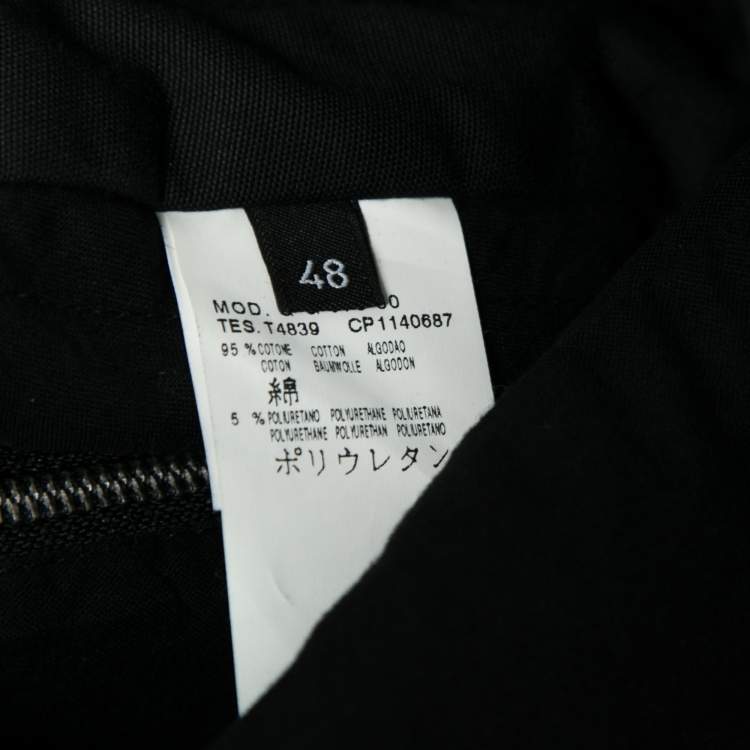 48
MOD.
TES. T4839 CP1140687
95 % COTONE COTTON ALGODAO
COTON BAUMWOLLE ALGODON
綿
5 % POLIURETANO POLYURETHANE POLIURETANA
POLYURETHANE POLYURETHAN POLIURETANO
ポリウレタン